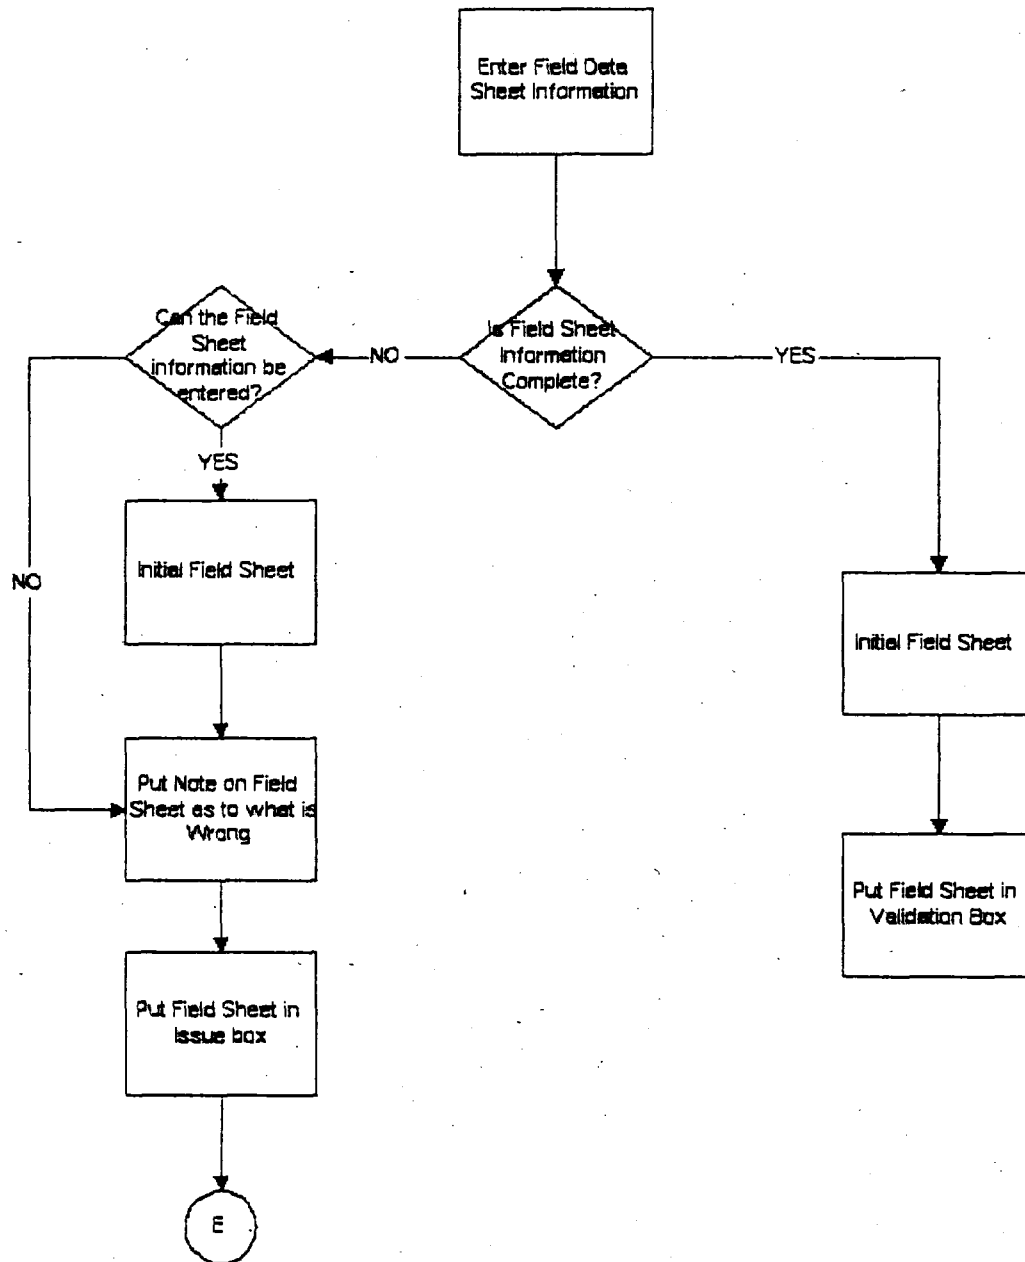 Enter Field Data
Sheet Information
Can the Field
Sheet
information be
entered?
NO
Is Field Sheet
Information
Complete?
YES
YES
Initial Field Sheet
NO
Initial Field Sheet
Put Note on Field
Sheet as to what is
Wrong
Put Field Sheet in
Validation Box
Put Field Sheet in
Issue box
E